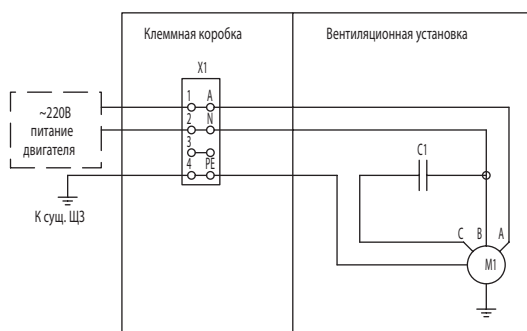 Клеммная коробка
Вентиляционная установка
X1
1 A
2 N
3
4 PE
~220В
питание
двигателя
К сущ. ЩЗ
C1
C B A
M1